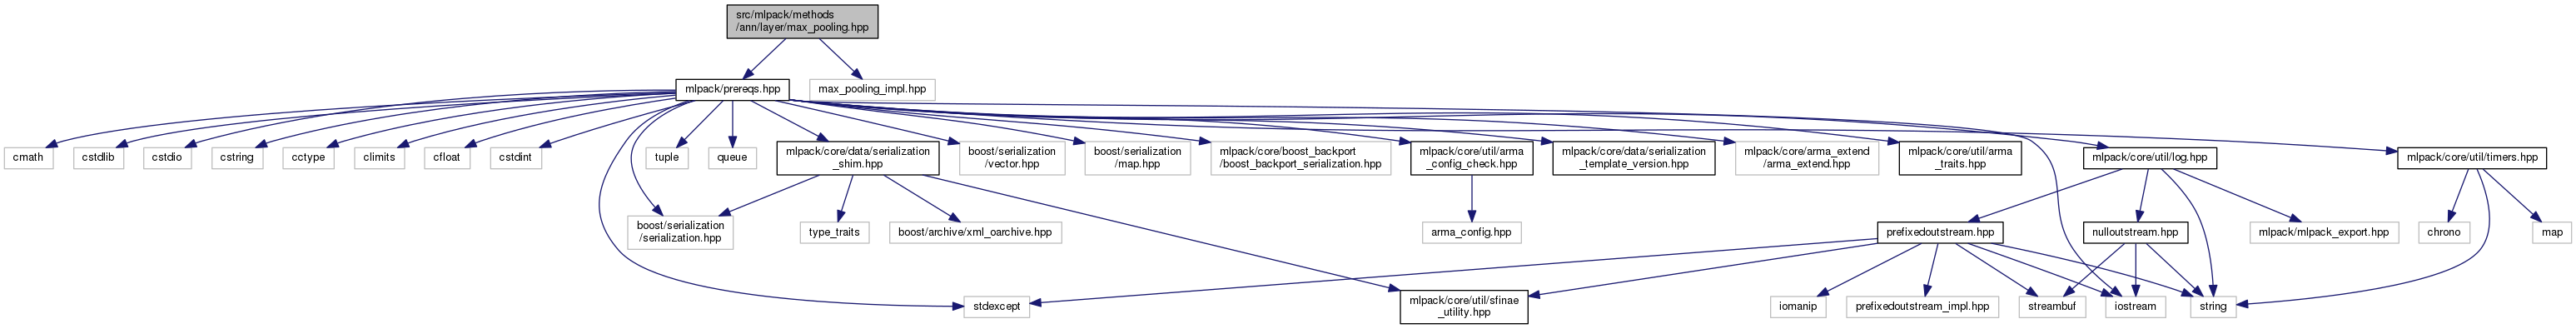 src/mlpack/methods
/ann/layer/max_pooling.hpp
mlpack/prereqs.hpp
max_pooling_impl.hpp
cmath
cstdlib
cstdio
cstring
cctype
climits
cfloat
cstdint
tuple
queue
mlpack/core/data/serialization
_shim.hpp
boost/serialization
/vector.hpp
boost/serialization
/map.hpp
mlpack/core/boost_backport
/boost_backport_serialization.hpp
mlpack/core/util/arma
_config_check.hpp
mlpack/core/data/serialization
_template_version.hpp
mlpack/core/arma_extend
/arma_extend.hpp
mlpack/core/util/arma
_traits.hpp
mlpack/core/util/log.hpp
mlpack/core/util/timers.hpp
boost/serialization
/serialization.hpp
type_traits
boost/archive/xml_oarchive.hpp
arma_config.hpp
prefixedoutstream.hpp
nulloutstream.hpp
mlpack/mlpack_export.hpp
chrono
map
stdexcept
mlpack/core/util/sfinae
_utility.hpp
iomanip
prefixedoutstream_impl.hpp
streambuf
iostream
string